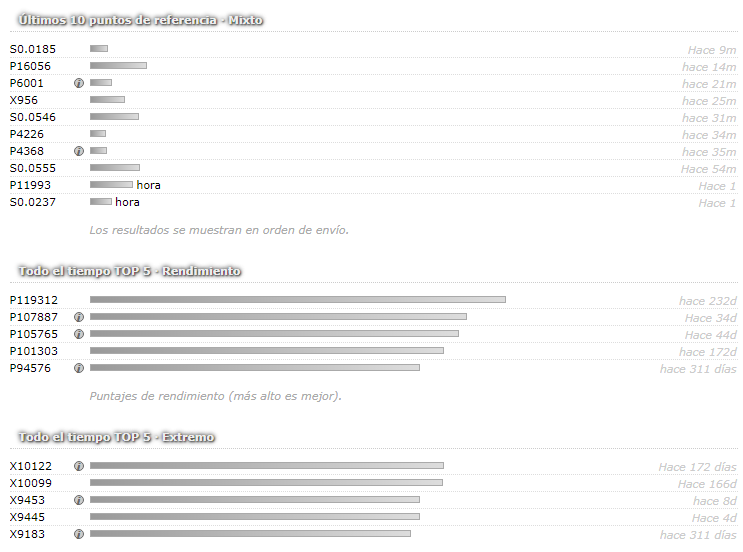 Últimos 10 puntos de referencia - Mixto
S0.0185 Hace 9m
P16056 hace 14m
P6001 hace 21m
X956 hace 25m
S0.0546 hace 31m
P4226 hace 34m
P4368 hace 35m
S0.0555 Hace 54m
P11993 hora Hace 1
S0.0237 hora Hace 1
Los resultados se muestran en orden de envío.
Todo el tiempo TOP 5 - Rendimiento
P119312 hace 232d
P107887 Hace 34d
P105765 Hace 44d
P101303 hace 172d
P94576 hace 311 días
Puntajes de rendimiento (más alto es mejor).
Todo el tiempo TOP 5 - Extremo
X10122 Hace 172 días
X10099 Hace 166d
X9453 hace 8d
X9445 Hace 4d
X9183 hace 311 días